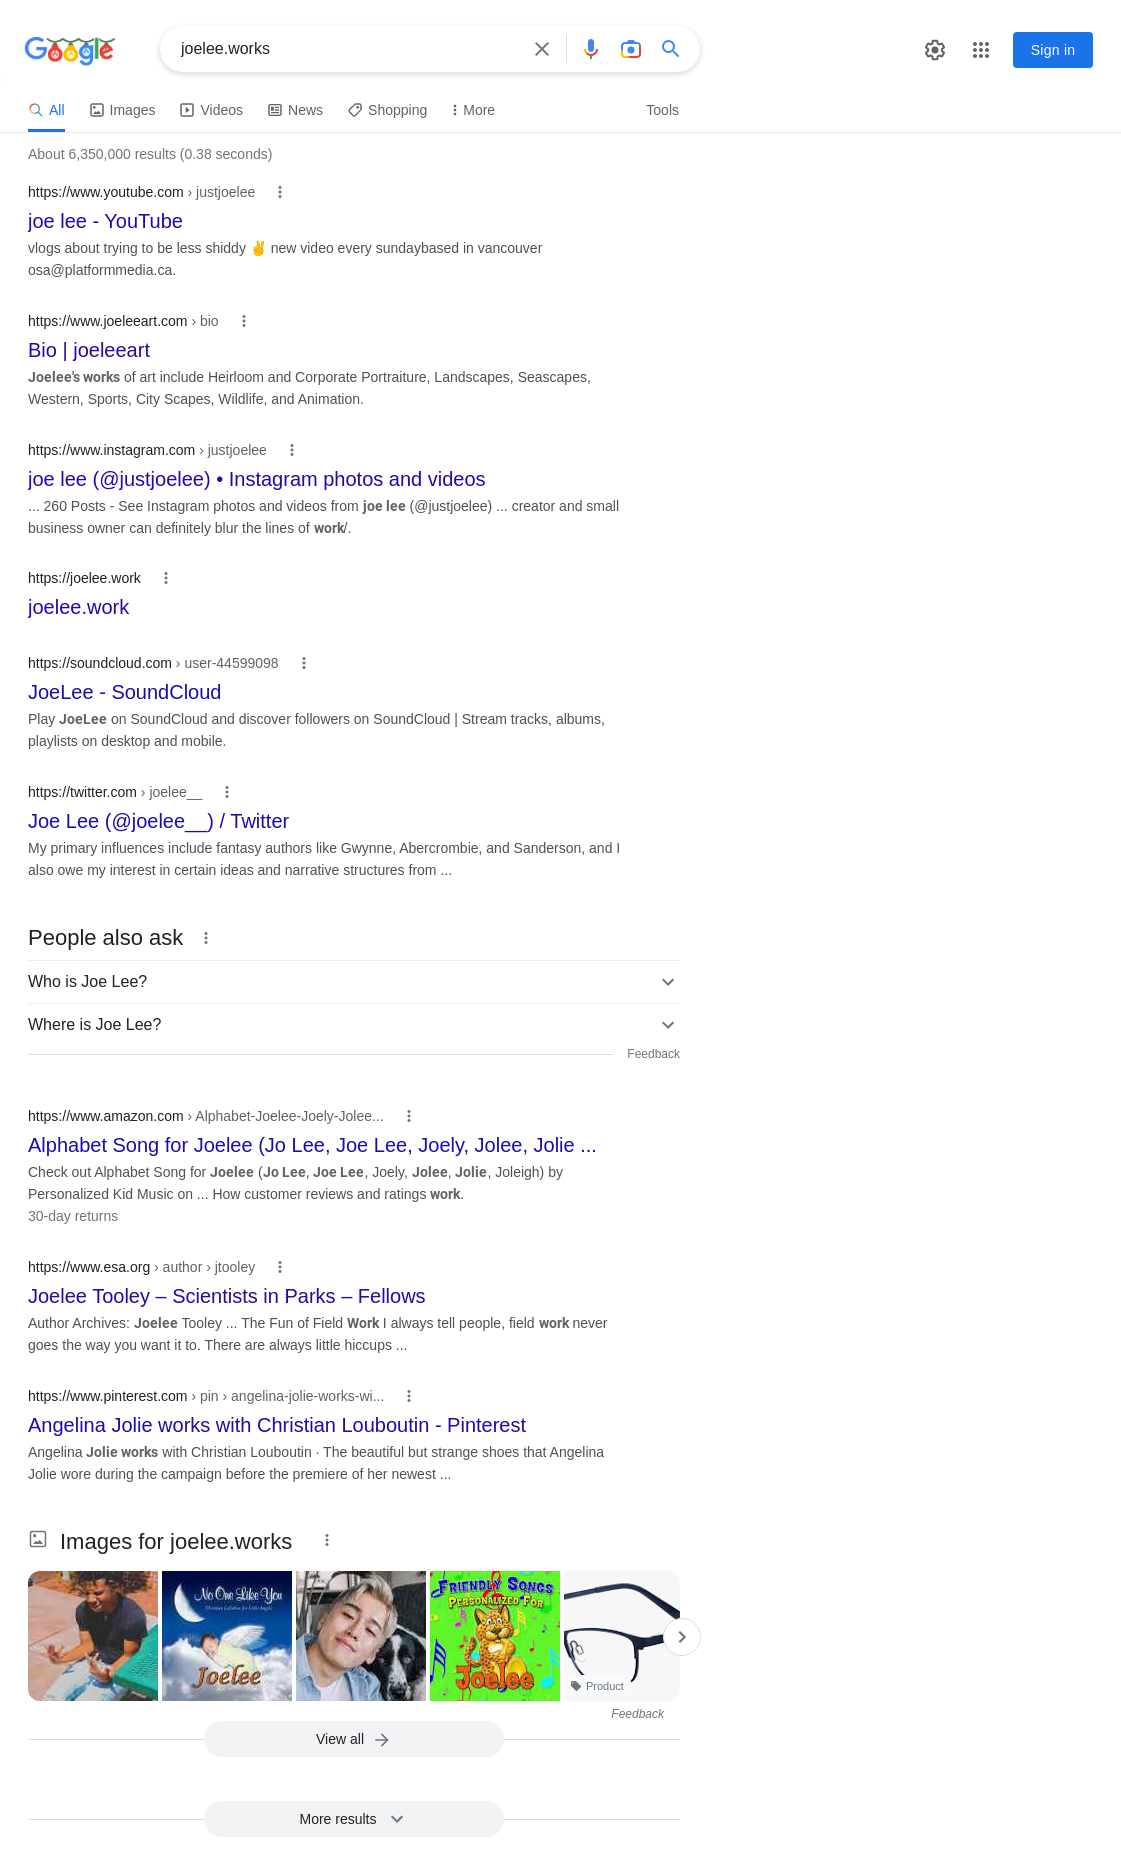 Google
joelee.works
Sign in
All
Images
Videos
News
Shopping
More
Tools
About 6,350,000 results (0.38 seconds)
https://www.youtube.com › justjoelee
joe lee - YouTube
vlogs about trying to be less shiddy ✌ new video every sundaybased in vancouver
osa@platformmedia.ca.
https://www.joeleeart.com › bio
Bio | joeleeart
Joelee's works of art include Heirloom and Corporate Portraiture, Landscapes, Seascapes,
Western, Sports, City Scapes, Wildlife, and Animation.
https://www.instagram.com › justjoelee
joe lee (@justjoelee) • Instagram photos and videos
... 260 Posts - See Instagram photos and videos from joe lee (@justjoelee) ... creator and small
business owner can definitely blur the lines of work/.
https://joelee.work
joelee.work
https://soundcloud.com › user-44599098
JoeLee - SoundCloud
Play JoeLee on SoundCloud and discover followers on SoundCloud | Stream tracks, albums,
playlists on desktop and mobile.
https://twitter.com › joelee__
Joe Lee (@joelee__) / Twitter
My primary influences include fantasy authors like Gwynne, Abercrombie, and Sanderson, and I
also owe my interest in certain ideas and narrative structures from ...
People also ask
Who is Joe Lee?
Where is Joe Lee?
Feedback
https://www.amazon.com › Alphabet-Joelee-Joely-Jolee...
Alphabet Song for Joelee (Jo Lee, Joe Lee, Joely, Jolee, Jolie ...
Check out Alphabet Song for Joelee (Jo Lee, Joe Lee, Joely, Jolee, Jolie, Joleigh) by
Personalized Kid Music on ... How customer reviews and ratings work.
30-day returns
https://www.esa.org › author › jtooley
Joelee Tooley – Scientists in Parks – Fellows
Author Archives: Joelee Tooley ... The Fun of Field Work I always tell people, field work never
goes the way you want it to. There are always little hiccups ...
https://www.pinterest.com › pin › angelina-jolie-works-wi...
Angelina Jolie works with Christian Louboutin - Pinterest
Angelina Jolie works with Christian Louboutin · The beautiful but strange shoes that Angelina
Jolie wore during the campaign before the premiere of her newest ...
Images for joelee.works
No One Like You
Joelee
FRIENDLY SONGS
PERSONALIZED FOR
Joelee
Product
Feedback
View all
More results